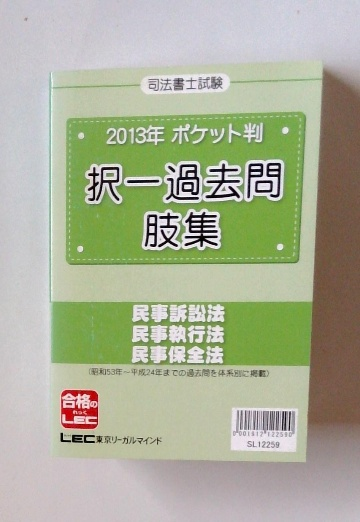 司法書士試験
2013年 ポケット判
択一過去問
肢集
民事訴訟法
民事執行法
民事保全法
(昭和53年～平成24年までの過去問を体系別に掲載)
合格の
れっく
LEC
LEC東京リーガルマインド
SL12259